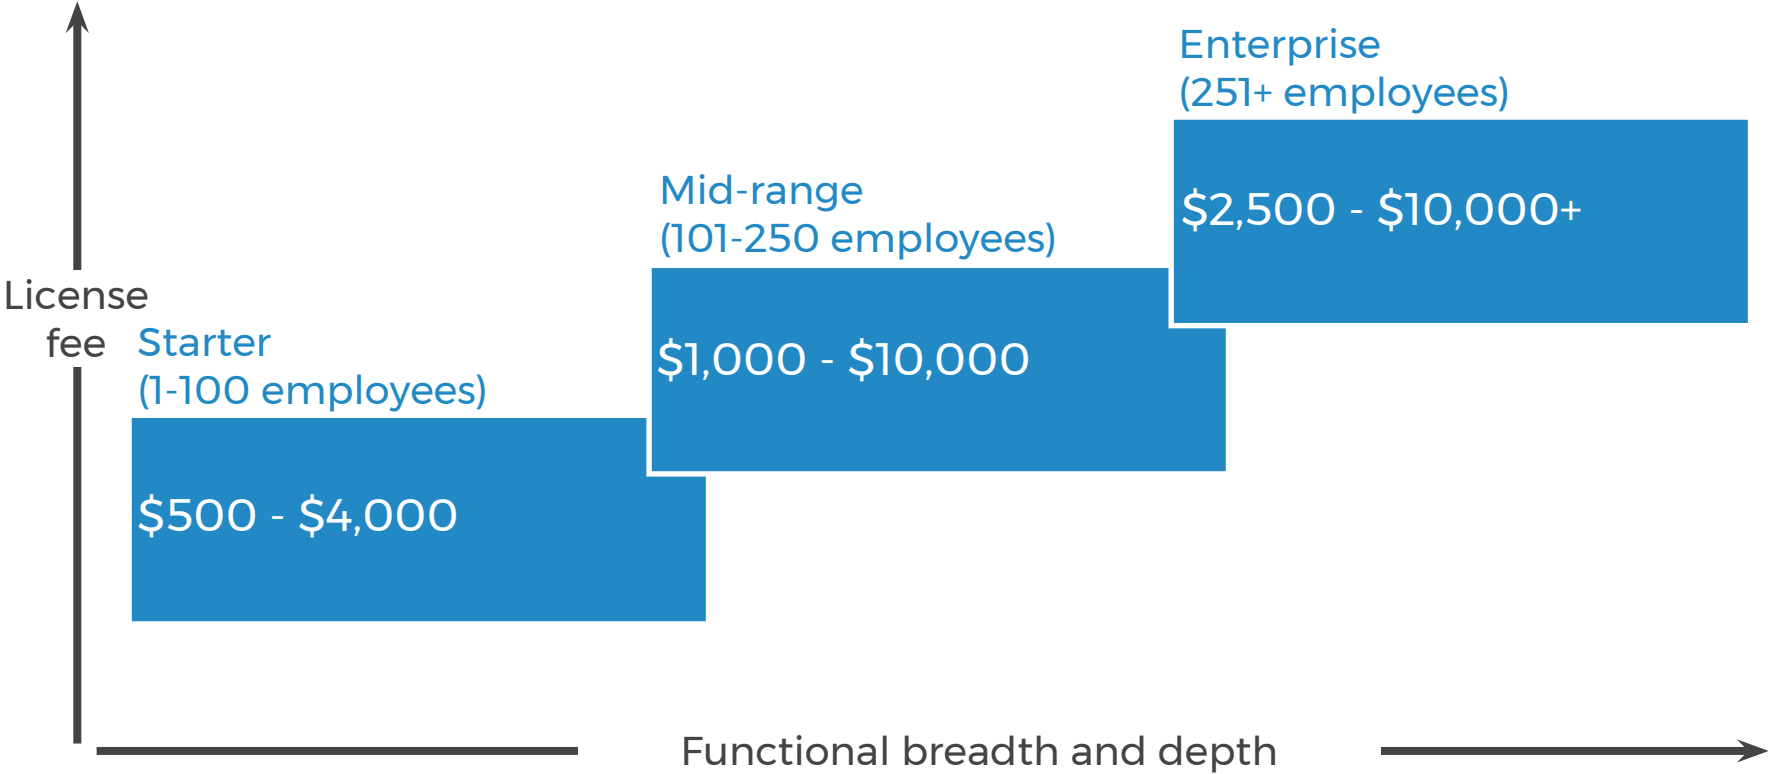 Enterprise
(251+ employees)
$2,500 - $10,000+
Mid-range
(101-250 employees)
$1,000 - $10,000
License
fee
Starter
(1-100 employees)
$500 - $4,000
Functional breadth and depth